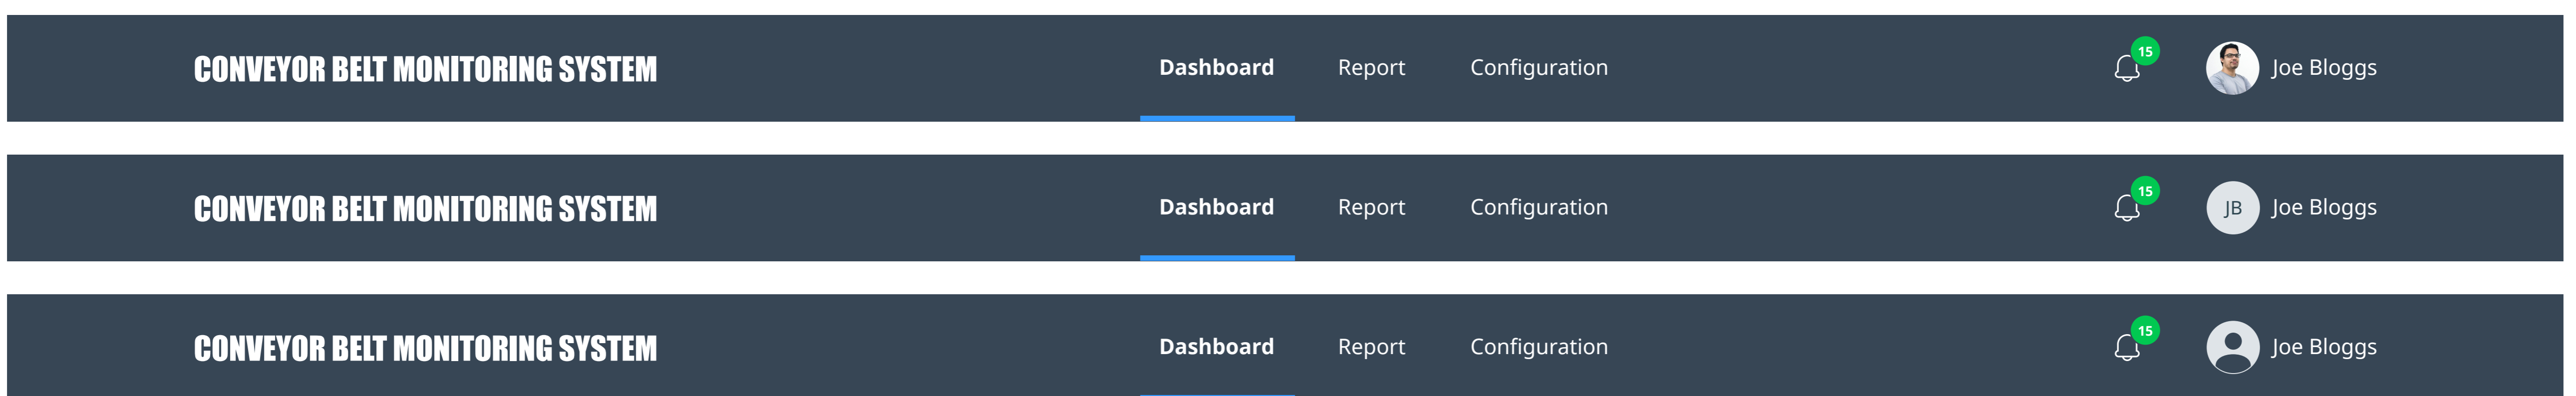 CONVEYOR BELT MONITORING SYSTEM Dashboard Report Configuration 15 Joe Bloggs
CONVEYOR BELT MONITORING SYSTEM Dashboard Report Configuration 15 JB Joe Bloggs
CONVEYOR BELT MONITORING SYSTEM Dashboard Report Configuration 15 Joe Bloggs